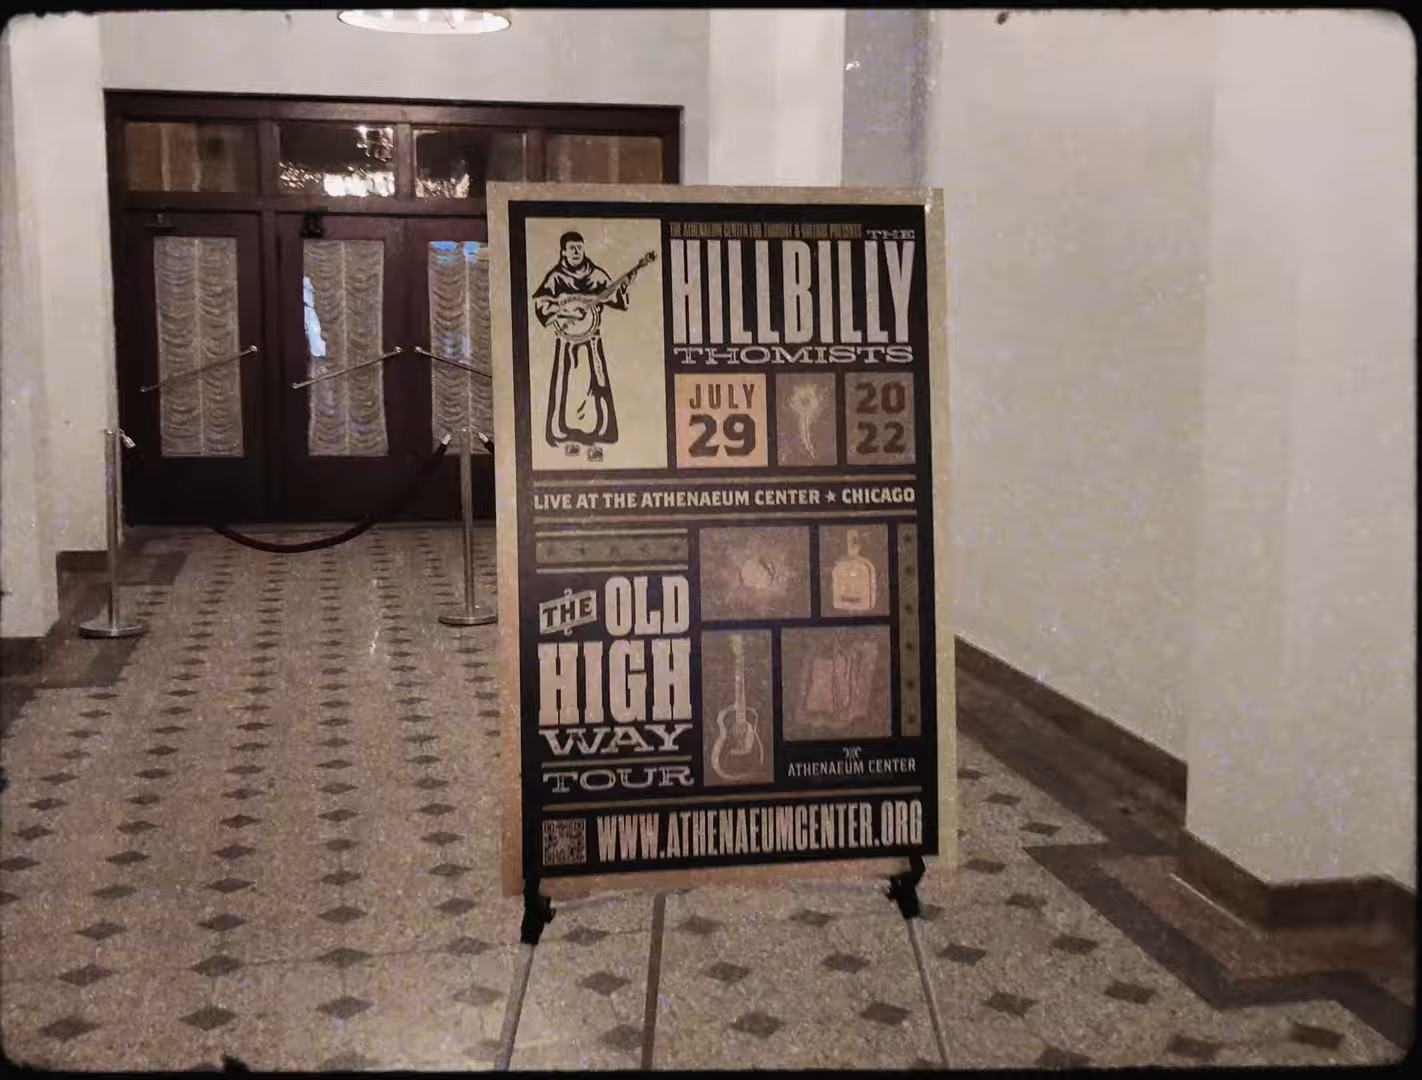 THE ATHENAEUM CENTER FOR THOUGHT & CULTURE PRESENTS THE
HILLBILLY
THOMISTS
JULY
29
20
22
LIVE AT THE ATHENAEUM CENTER ★ CHICAGO
THE OLD
HIGH
WAY
TOUR
ATHENAEUM CENTER
WWW.ATHENAEUMCENTER.ORG